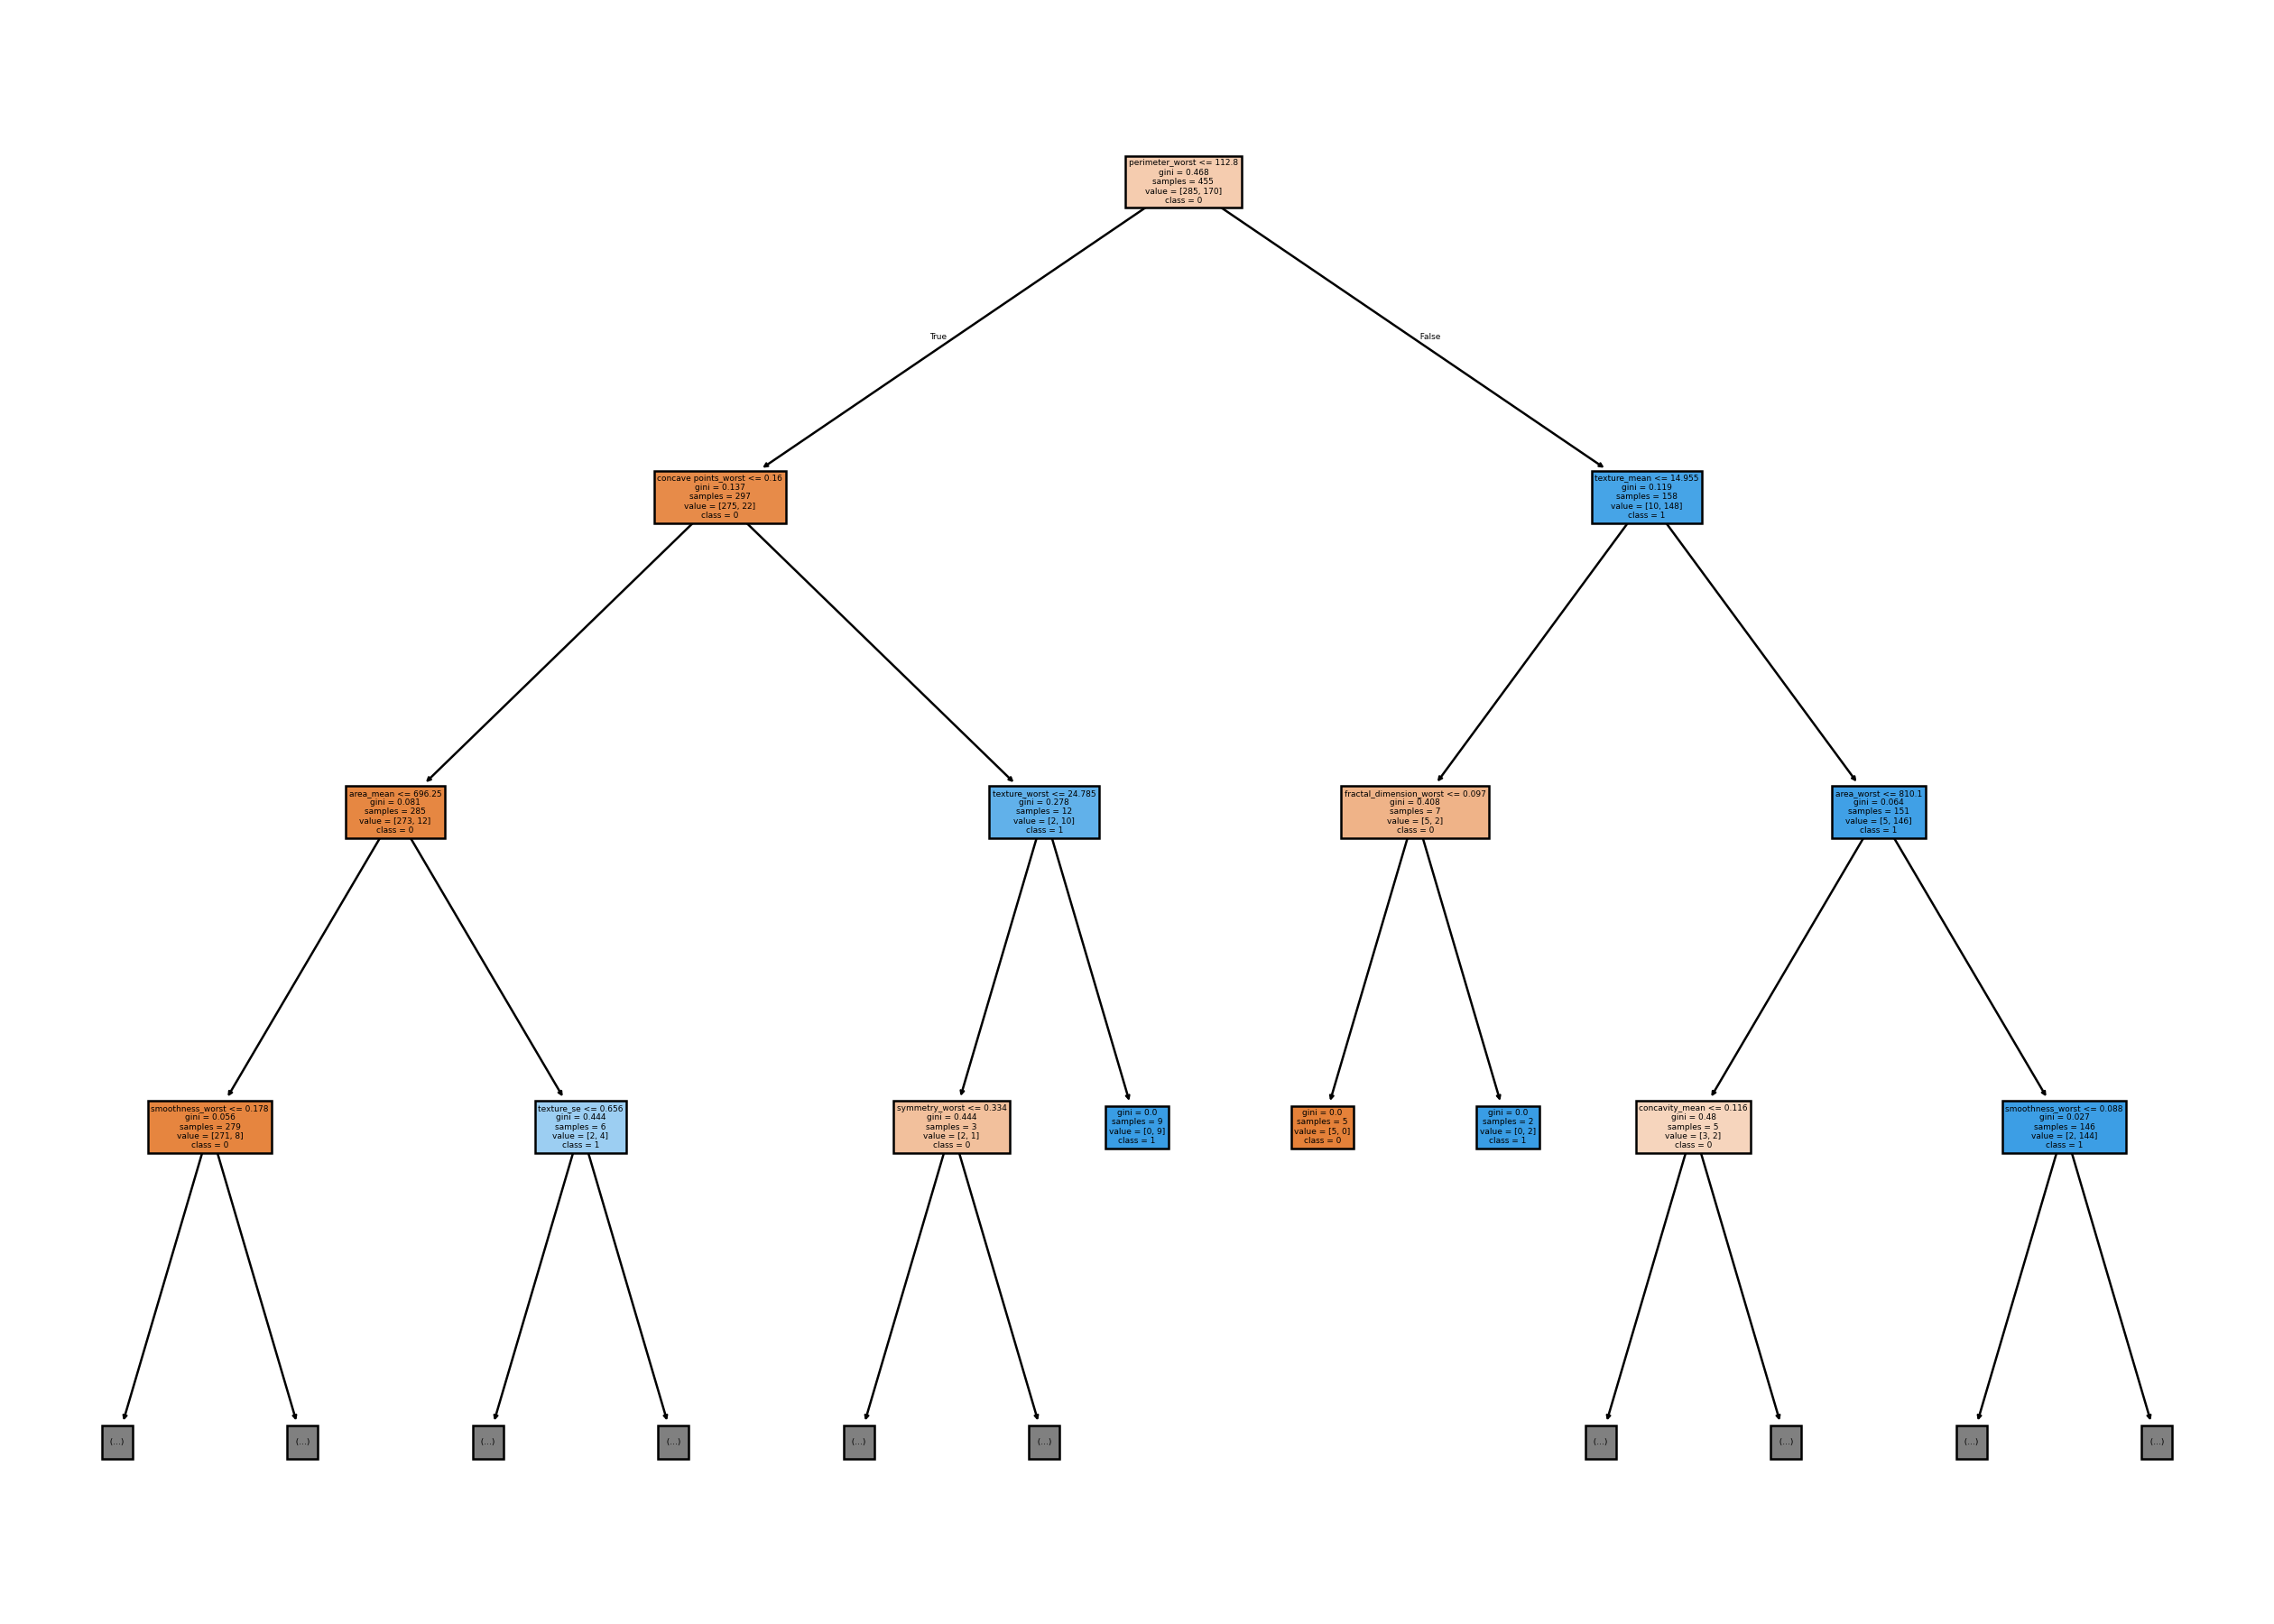 perimeter_worst <= 112.8
gini = 0.468
samples = 455
value = [285, 170]
class = 0
True
False
concave points_worst <= 0.16
gini = 0.137
samples = 297
value = [275, 22]
class = 0
texture_mean <= 14.955
gini = 0.119
samples = 158
value = [10, 148]
class = 1
area_mean <= 696.25
gini = 0.081
samples = 285
value = [273, 12]
class = 0
texture_worst <= 24.785
gini = 0.278
samples = 12
value = [2, 10]
class = 1
fractal_dimension_worst <= 0.097
gini = 0.408
samples = 7
value = [5, 2]
class = 0
area_worst <= 810.1
gini = 0.064
samples = 151
value = [5, 146]
class = 1
smoothness_worst <= 0.178
gini = 0.056
samples = 279
value = [271, 8]
class = 0
texture_se <= 0.656
gini = 0.444
samples = 6
value = [2, 4]
class = 1
symmetry_worst <= 0.334
gini = 0.444
samples = 3
value = [2, 1]
class = 0
gini = 0.0
samples = 9
value = [0, 9]
class = 1
gini = 0.0
samples = 5
value = [5, 0]
class = 0
gini = 0.0
samples = 2
value = [0, 2]
class = 1
concavity_mean <= 0.116
gini = 0.48
samples = 5
value = [3, 2]
class = 0
smoothness_worst <= 0.088
gini = 0.027
samples = 146
value = [2, 144]
class = 1
(...)
(...)
(...)
(...)
(...)
(...)
(...)
(...)
(...)
(...)